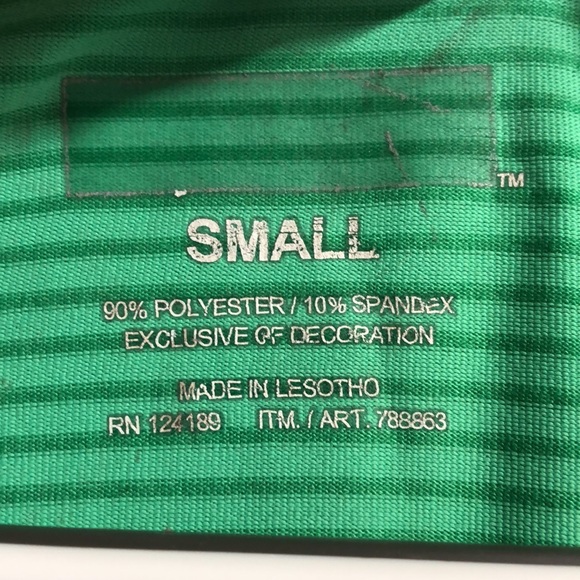 ™
SMALL
90% POLYESTER / 10% SPANDEX
EXCLUSIVE OF DECORATION
MADE IN LESOTHO
RN 124189 ITM. / ART. 788863